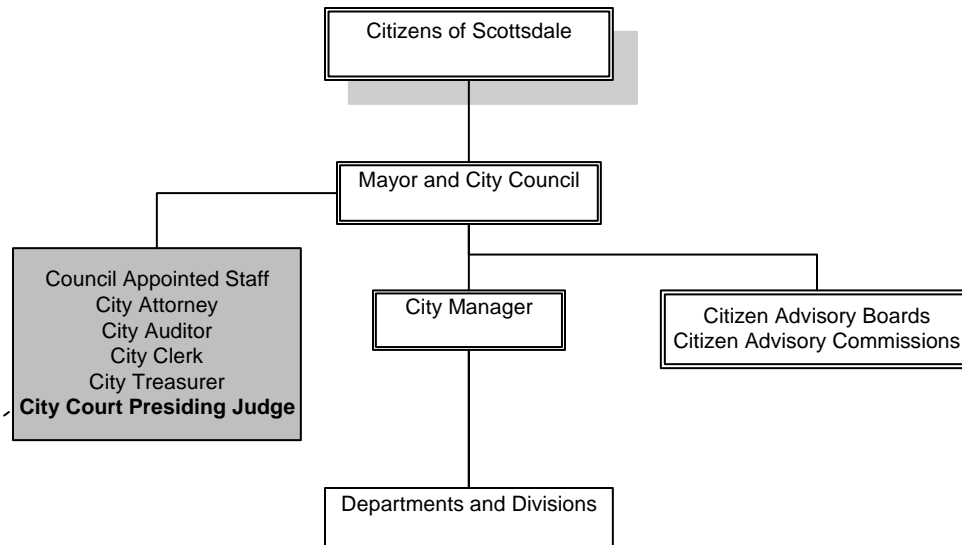 Citizens of Scottsdale
Mayor and City Council
Council Appointed Staff
City Attorney
City Auditor
City Clerk
City Treasurer
City Court Presiding Judge
City Manager
Citizen Advisory Boards
Citizen Advisory Commissions
Departments and Divisions